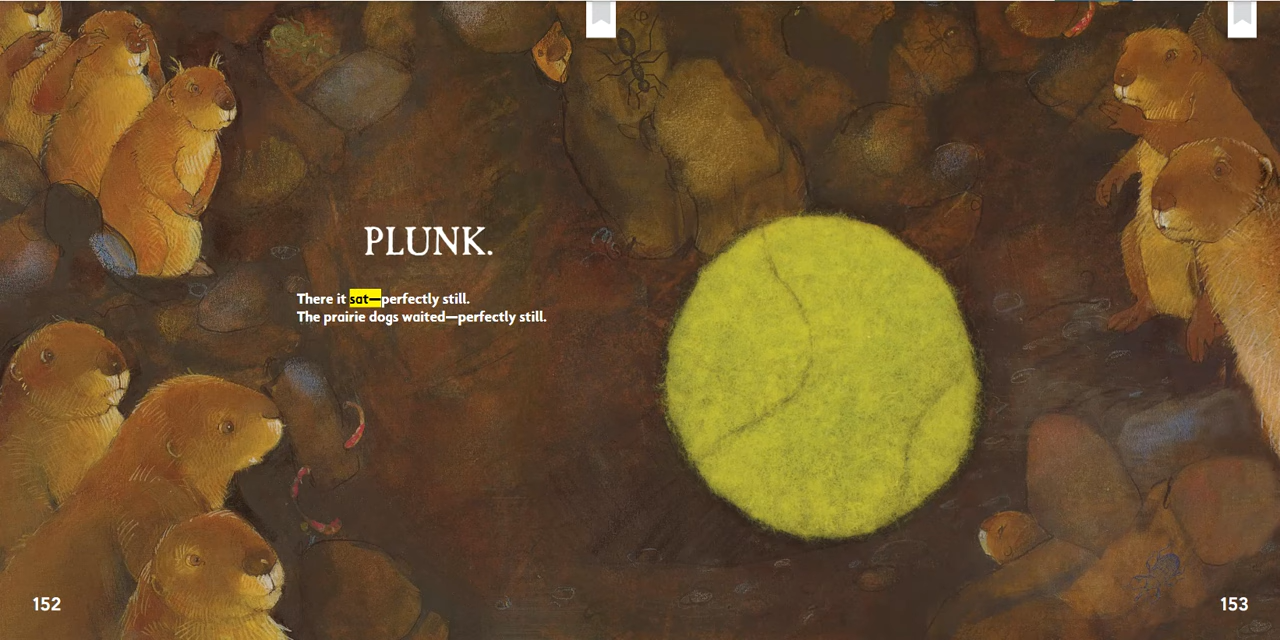 PLUNK.
There it sat—perfectly still.
The prairie dogs waited—perfectly still.
152
153